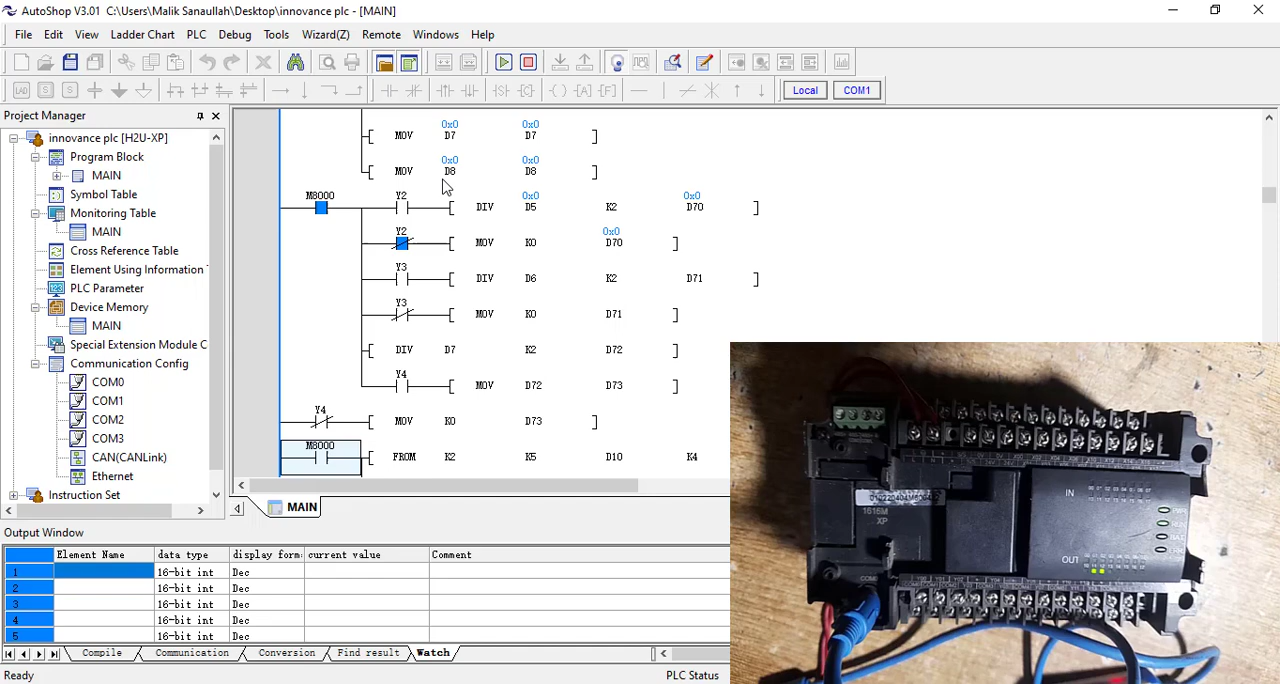 AutoShop V3.01 C:\Users\Malik Sanaullah\Desktop\innovance plc - [MAIN]
File Edit View Ladder Chart PLC Debug Tools Wizard(Z) Remote Windows Help
Local COM1
Project Manager
innovance plc [H2U-XP]
Program Block
MAIN
Symbol Table
Monitoring Table
MAIN
Cross Reference Table
Element Using Information
PLC Parameter
Device Memory
MAIN
Special Extension Module C
Communication Config
COM0
COM1
COM2
COM3
CAN(CANLink)
Ethernet
Instruction Set
0x0 0x0
MOV D7 D7
0x0 0x0
MOV D8 D8
M8000 Y2 0x0 0x0
DIV D5 K2 D70
Y2 0x0
MOV K0 D70
Y3
DIV D6 K2 D71
Y3
MOV K0 D71
DIV D7 K2 D72
Y4
MOV D72 D73
Y4
MOV K0 D73
M8000
FROM K2 K5 D10 K4
MAIN
Output Window
Element Name data type display form current value Comment
1 16-bit int Dec
2 16-bit int Dec
3 16-bit int Dec
4 16-bit int Dec
5 16-bit int Dec
Compile Communication Conversion Find result Watch
Ready PLC Status
1616M
XP
IN
OUT